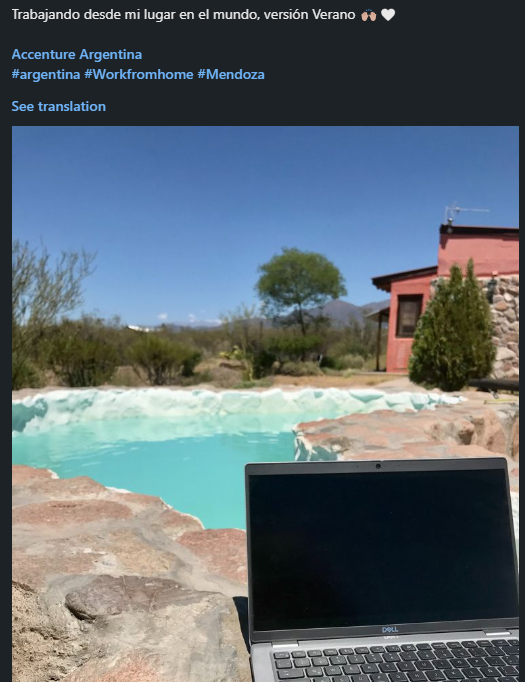 Trabajando desde mi lugar en el mundo, versión Verano 🙌🏼 🤍
Accenture Argentina
#argentina #Workfromhome #Mendoza
See translation
DELL